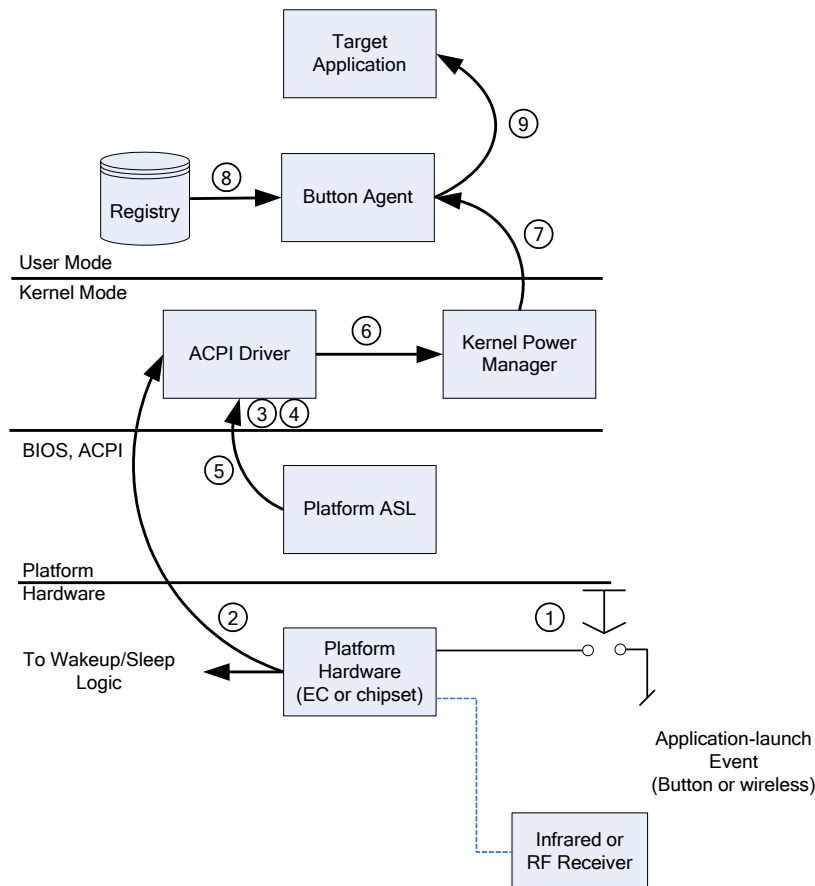 Target
Application
9
8
Registry
Button Agent
7
User Mode
Kernel Mode
6
ACPI Driver
Kernel Power
Manager
3 4
BIOS, ACPI
5
Platform ASL
Platform
Hardware
2
1
Platform
Hardware
(EC or chipset)
To Wakeup/Sleep
Logic
Application-launch
Event
(Button or wireless)
Infrared or
RF Receiver